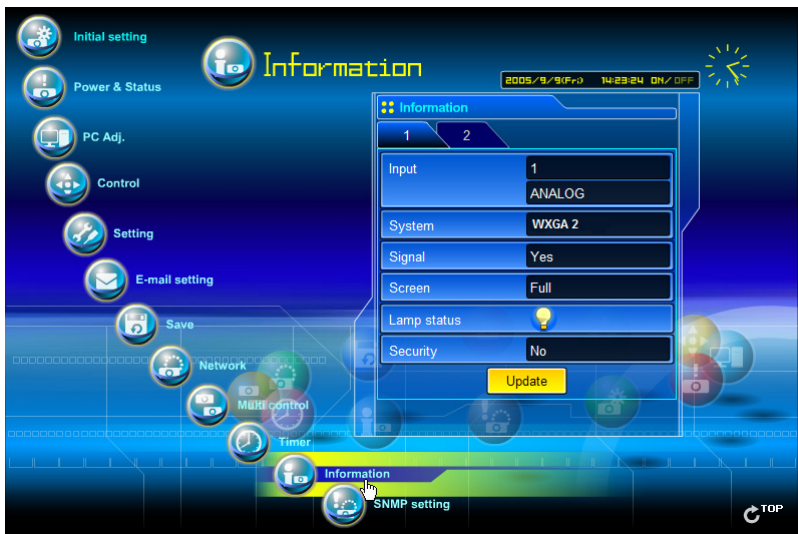 Initial setting
Power & Status
PC Adj.
Control
Setting
E-mail setting
Save
Network
Multi control
Timer
Information
SNMP setting
Information
2005/9/9(Fri) 14:23:24 ON/OFF
Information
1 2
Input 1
ANALOG
System WXGA 2
Signal Yes
Screen Full
Lamp status
Security No
Update
TOP